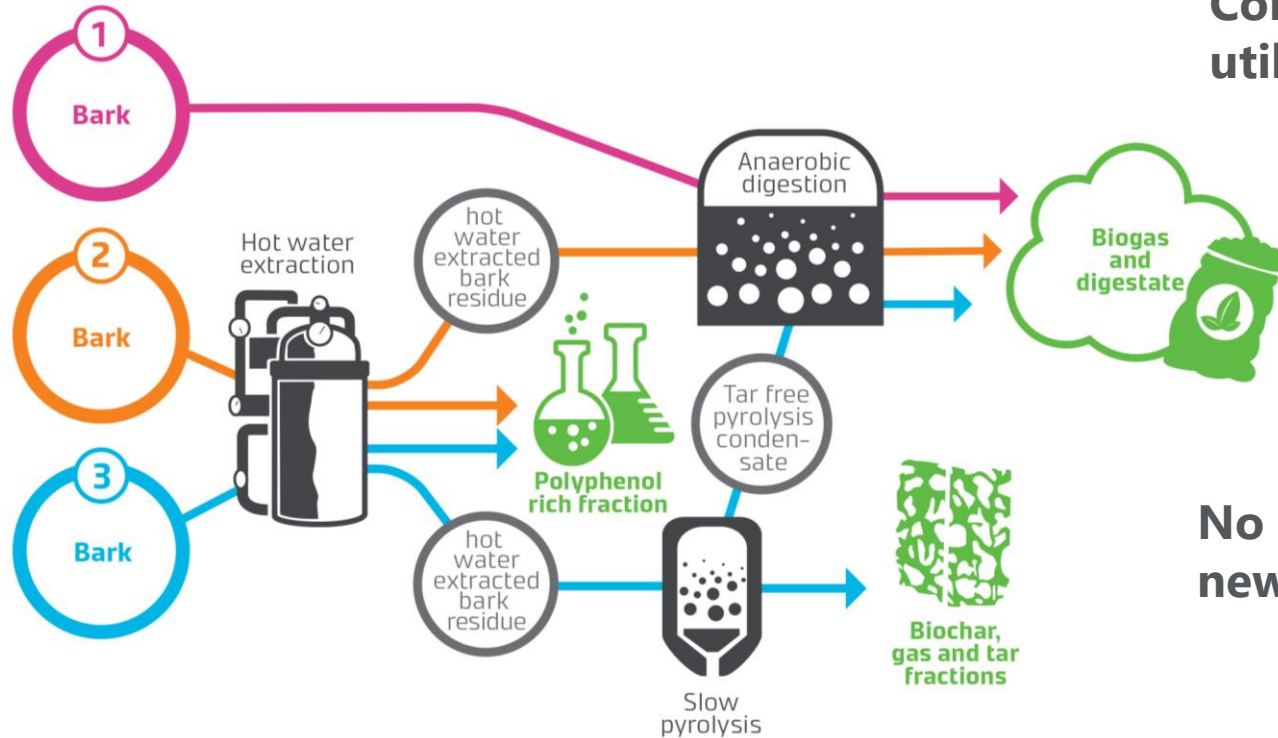 1
Bark
2
Bark
3
Bark
Hot water
extraction
hot
water
extracted
bark
residue
Polyphenol
rich fraction
hot
water
extracted
bark
residue
Anaerobic
digestion
Tar free
pyrolysis
conden-
sate
Slow
pyrolysis
Biogas
and
digestate
Biochar,
gas and tar
fractions
No
new